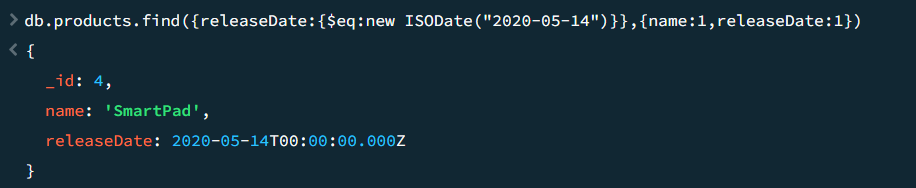 > db.products.find({releaseDate:{$eq:new ISODate("2020-05-14")}},{name:1,releaseDate:1})
< {
_id: 4,
name: 'SmartPad',
releaseDate: 2020-05-14T00:00:00.000Z
}